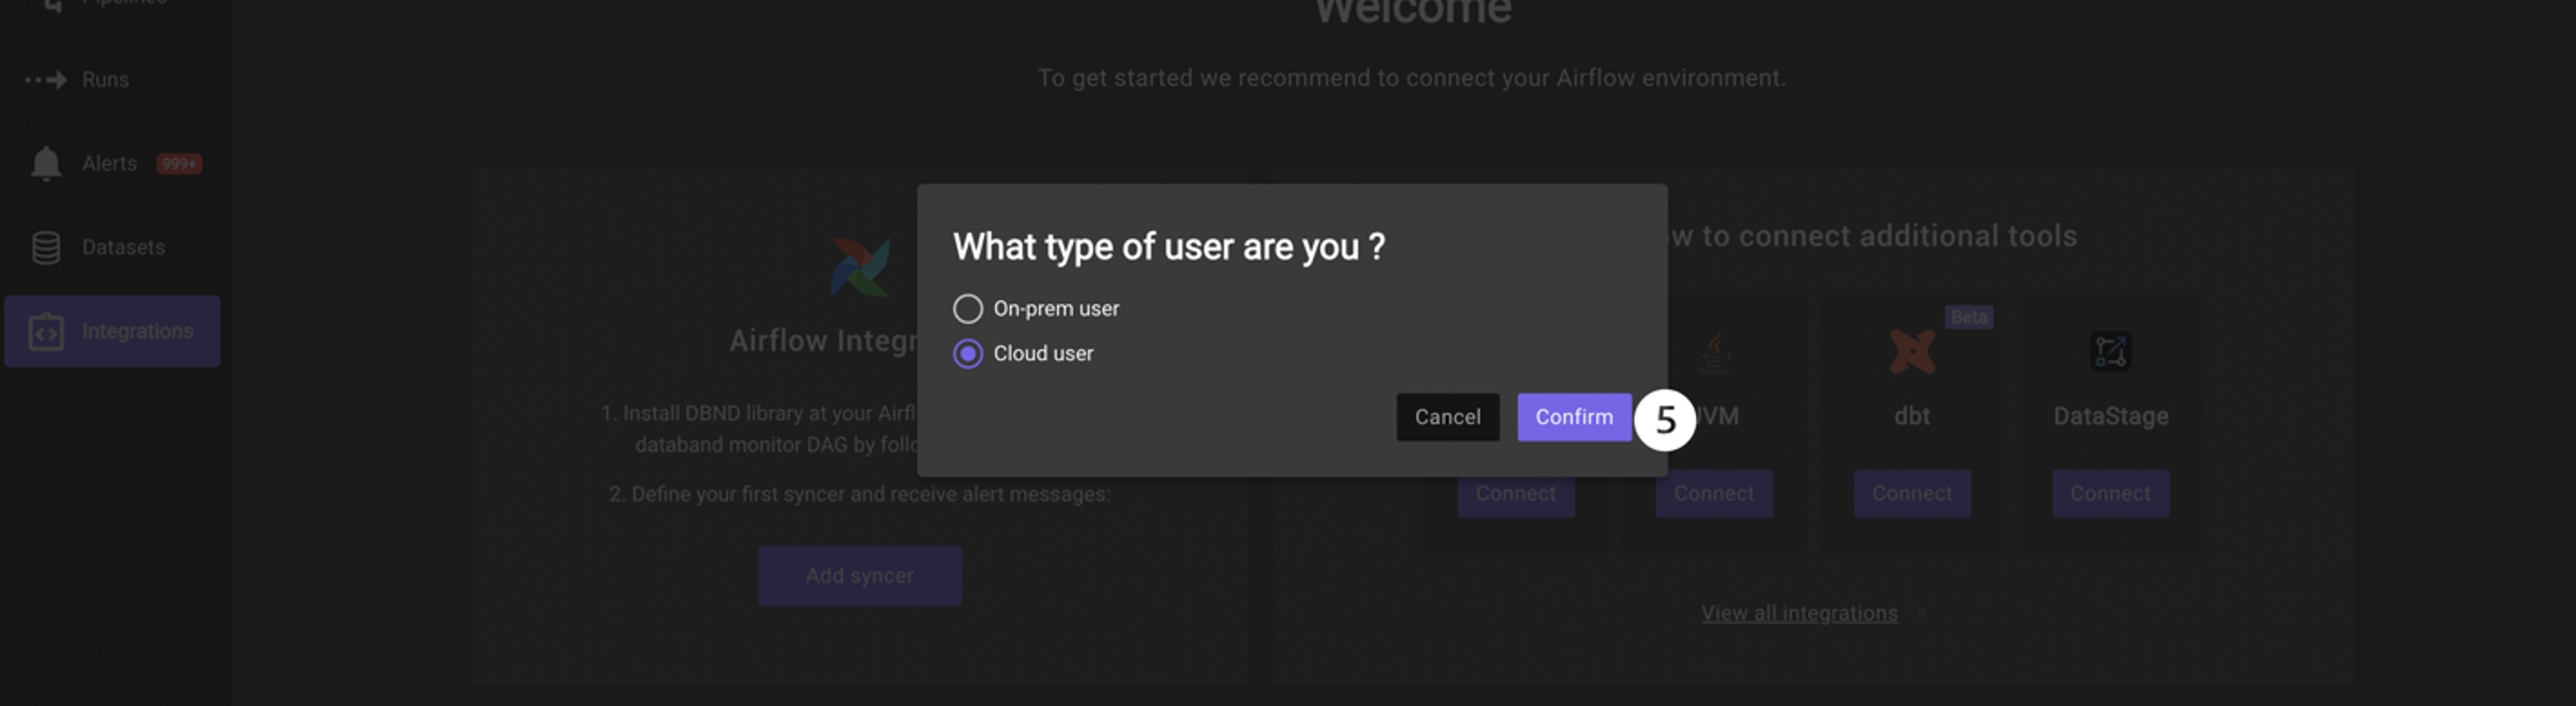 Pipelines
Runs
Alerts 999+
Datasets
Integrations
Welcome
To get started we recommend to connect your Airflow environment.
Airflow Integr
1. Install DBND library at your Airfl
databand monitor DAG by follo
2. Define your first syncer and receive alert messages:
Add syncer
What type of user are you ?
On-prem user
Cloud user
Cancel
Confirm
5
w to connect additional tools
Beta
VM
dbt
DataStage
Connect
Connect
Connect
Connect
View all integrations